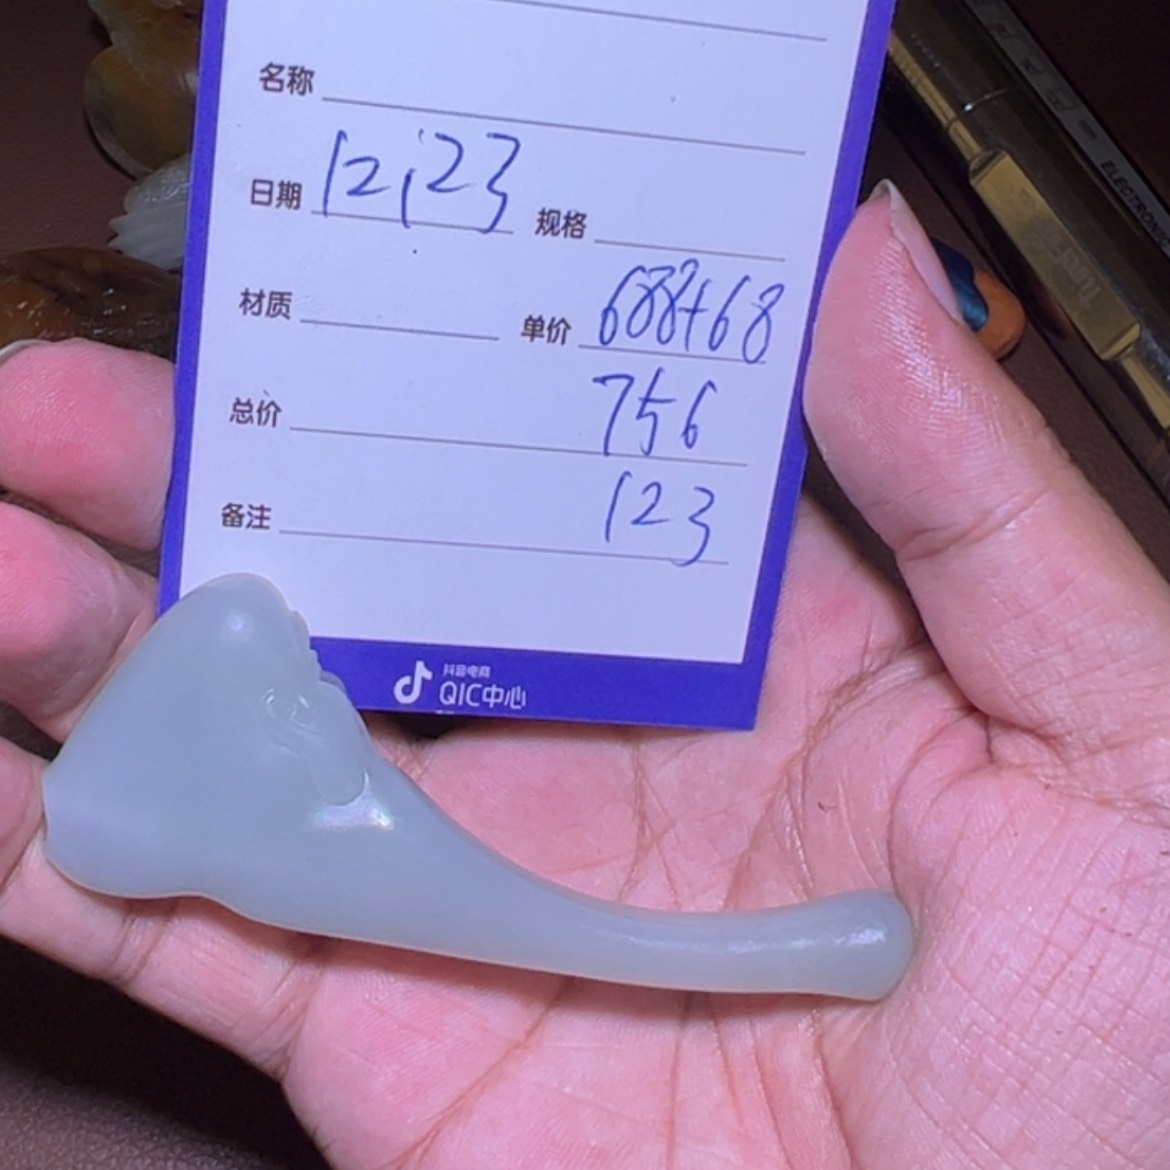 名称
日期 12,23 规格
材质 单价 688+68
总价 756
备注 123
抖音电商
QIC中心
ELECTRONIC